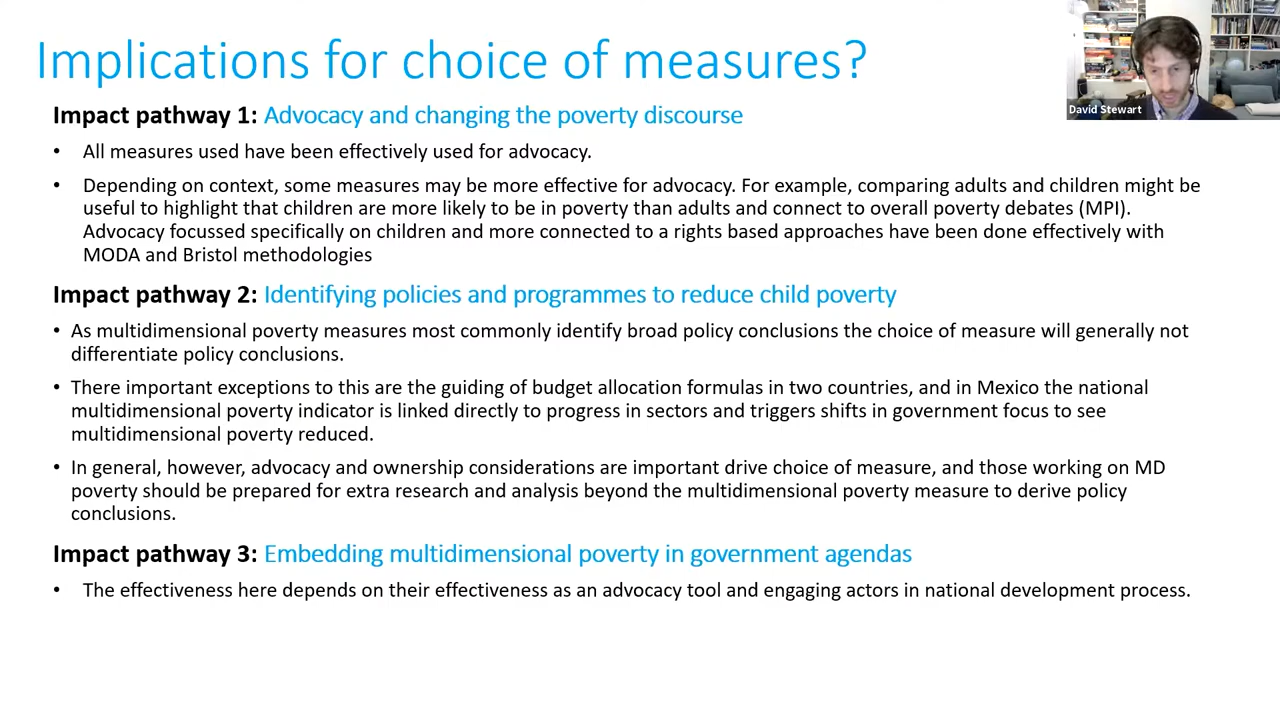 Implications for choice of measures?
David Stewart
Impact pathway 1: Advocacy and changing the poverty discourse
• All measures used have been effectively used for advocacy.
• Depending on context, some measures may be more effective for advocacy. For example, comparing adults and children might be
useful to highlight that children are more likely to be in poverty than adults and connect to overall poverty debates (MPI).
Advocacy focussed specifically on children and more connected to a rights based approaches have been done effectively with
MODA and Bristol methodologies
Impact pathway 2: Identifying policies and programmes to reduce child poverty
• As multidimensional poverty measures most commonly identify broad policy conclusions the choice of measure will generally not
differentiate policy conclusions.
• There important exceptions to this are the guiding of budget allocation formulas in two countries, and in Mexico the national
multidimensional poverty indicator is linked directly to progress in sectors and triggers shifts in government focus to see
multidimensional poverty reduced.
• In general, however, advocacy and ownership considerations are important drive choice of measure, and those working on MD
poverty should be prepared for extra research and analysis beyond the multidimensional poverty measure to derive policy
conclusions.
Impact pathway 3: Embedding multidimensional poverty in government agendas
• The effectiveness here depends on their effectiveness as an advocacy tool and engaging actors in national development process.